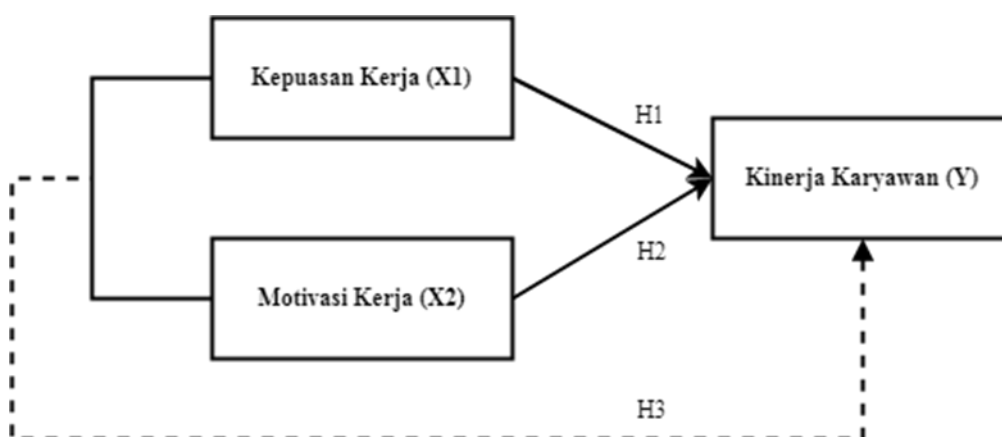 Kepuasan Kerja (X1)
H1
Kinerja Karyawan (Y)
H2
Motivasi Kerja (X2)
H3